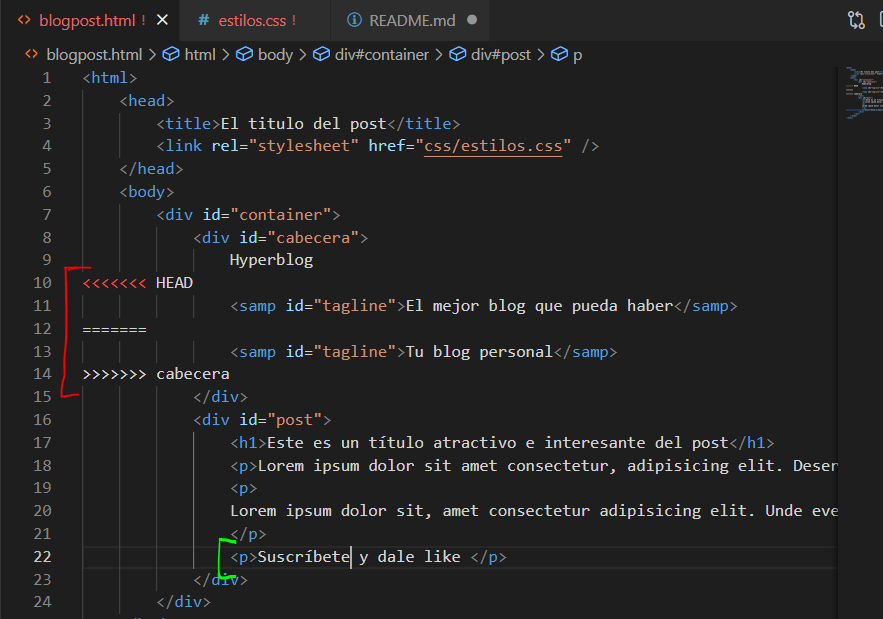 blogpost.html ! ×
# estilos.css !
README.md ●
blogpost.html > html > body > div#container > div#post > p
1 <html>
2 <head>
3 <title>El titulo del post</title>
4 <link rel="stylesheet" href="css/estilos.css" />
5 </head>
6 <body>
7 <div id="container">
8 <div id="cabecera">
9 Hyperblog
10 <<<<<<< HEAD
11 <samp id="tagline">El mejor blog que pueda haber</samp>
12 =======
13 <samp id="tagline">Tu blog personal</samp>
14 >>>>>>> cabecera
15 </div>
16 <div id="post">
17 <h1>Este es un título atractivo e interesante del post</h1>
18 <p>Lorem ipsum dolor sit amet consectetur, adipisicing elit. Deser
19 <p>
20 Lorem ipsum dolor sit, amet consectetur adipisicing elit. Unde eve
21 </p>
22 <p>Suscríbete y dale like </p>
23 </div>
24 </div>